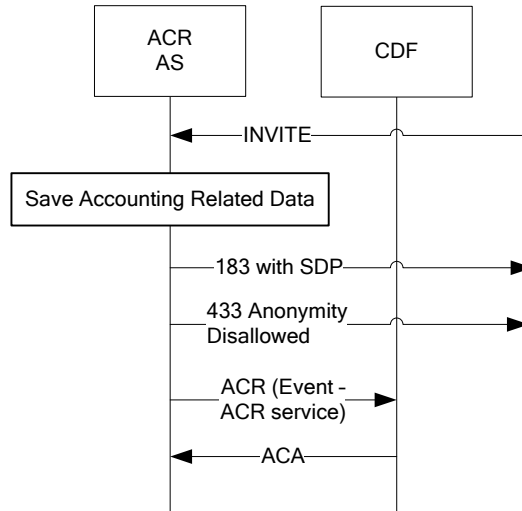 ACR
AS
CDF
INVITE
Save Accounting Related Data
183 with SDP
433 Anonymity
Disallowed
ACR (Event –
ACR service)
ACA